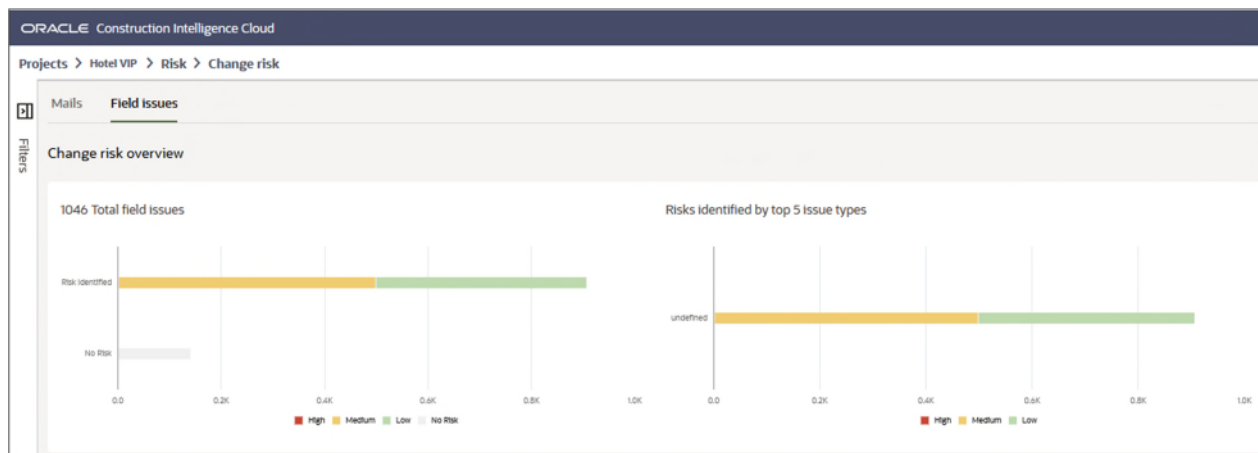 ORACLE Construction Intelligence Cloud
Projects > Hotel VIP > Risk > Change risk
Mails Field issues
Filters
Change risk overview
1046 Total field issues
Risk Identified
No Risk
0.0 0.2K 0.4K 0.6K 0.8K 1.0K
High Medium Low No Risk
Risks identified by top 5 issue types
undefined
0.0 0.2K 0.4K 0.6K 0.8K 1.0K
High Medium Low